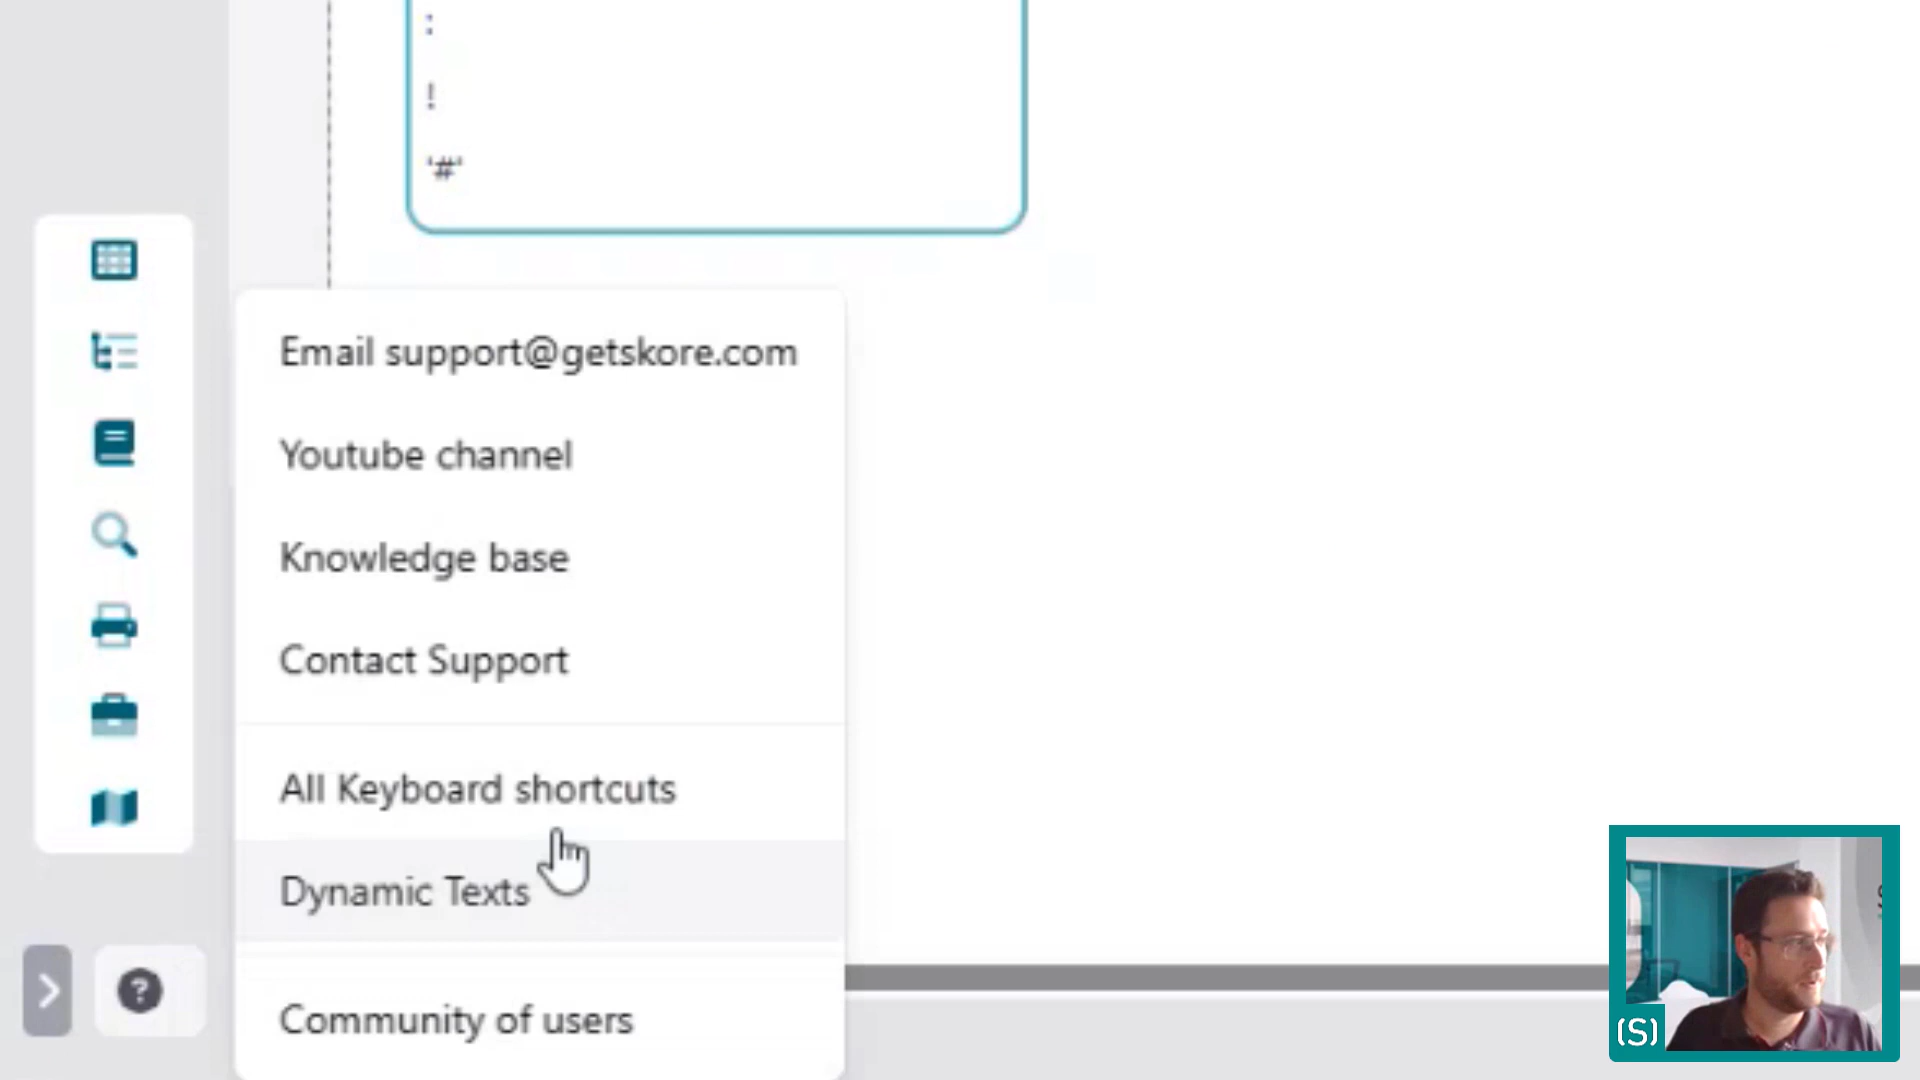 :
!
'#'
Email support@getskore.com
Youtube channel
Knowledge base
Contact Support
All Keyboard shortcuts
Dynamic Texts
?
Community of users
(S)